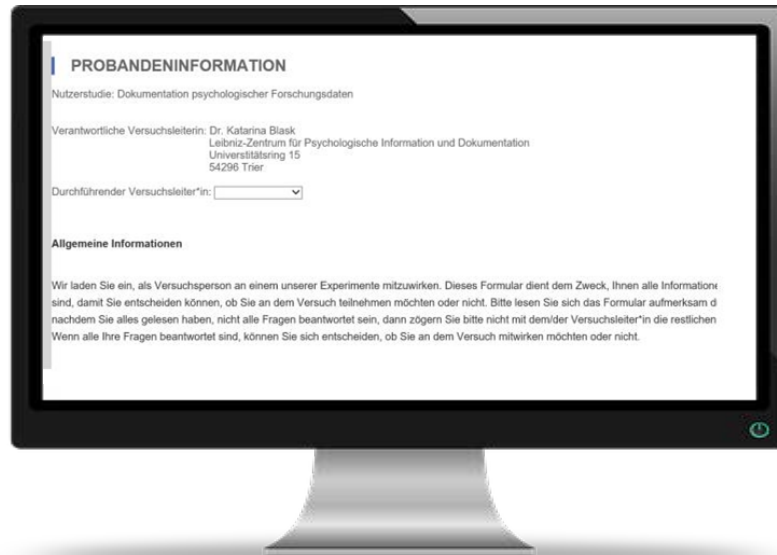 PROBANDENINFORMATION
Nutzerstudie: Dokumentation psychologischer Forschungsdaten
Verantwortliche Versuchsleiterin: Dr. Katarina Blask
Leibniz-Zentrum für Psychologische Information und Dokumentation
Universtitätsring 15
54296 Trier
Durchführender Versuchsleiter*in:
Allgemeine Informationen
Wir laden Sie ein, als Versuchsperson an einem unserer Experimente mitzuwirken. Dieses Formular dient dem Zweck, Ihnen alle Informatione
sind, damit Sie entscheiden können, ob Sie an dem Versuch teilnehmen möchten oder nicht. Bitte lesen Sie sich das Formular aufmerksam d
nachdem Sie alles gelesen haben, nicht alle Fragen beantwortet sein, dann zögern Sie bitte nicht mit dem/der Versuchsleiter*in die restlichen
Wenn alle Ihre Fragen beantwortet sind, können Sie sich entscheiden, ob Sie an dem Versuch mitwirken möchten oder nicht.